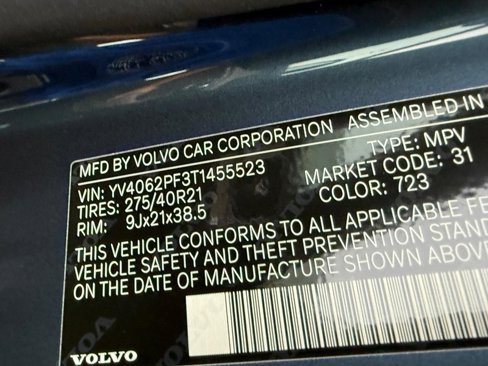 MFD BY VOLVO CAR CORPORATION ASSEMBLED IN
TYPE: MPV
VIN: YV4062PF3T1455523 MARKET CODE: 31
TIRES: 275/40R21 COLOR: 723
RIM: 9Jx21x38.5
THIS VEHICLE CONFORMS TO ALL APPLICABLE
VEHICLE SAFETY AND THEFT PREVENTION
ON THE DATE OF MANUFACTURE SHOWN ABOVE
VOLVO